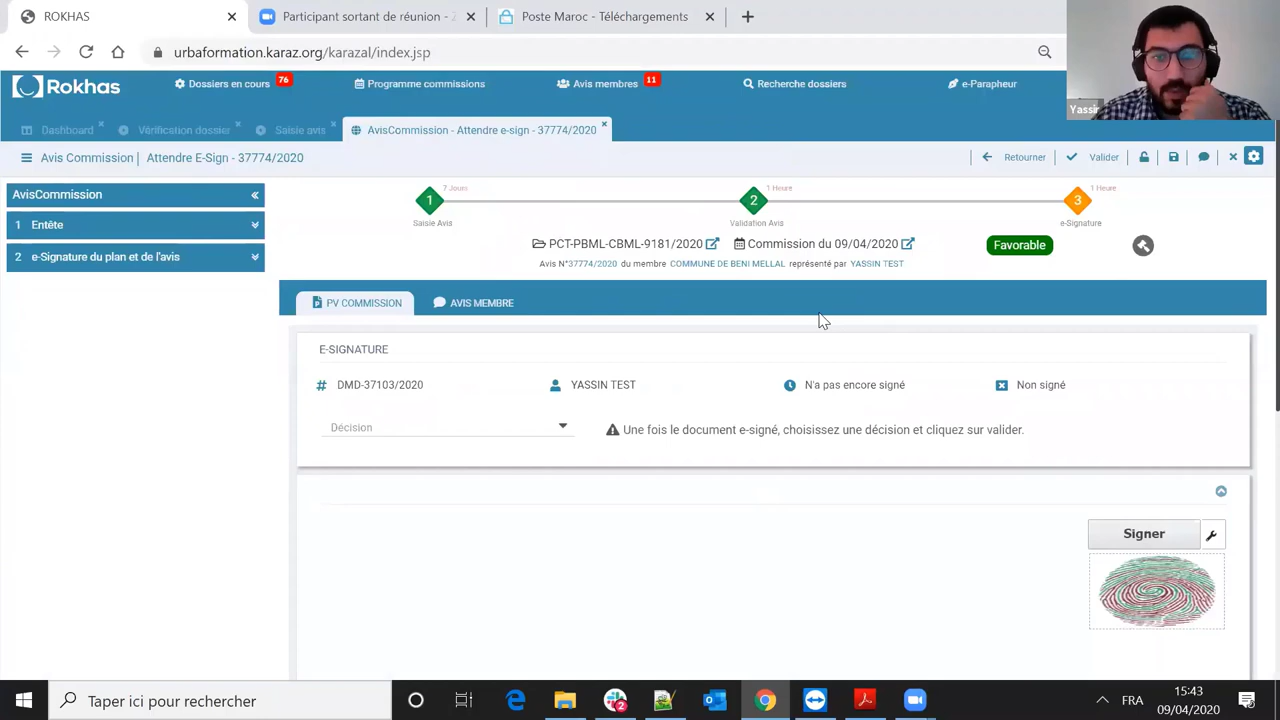 ROKHAS
Participant sortant de réunion - Z
Poste Maroc - Téléchargements
urbaformation.karaz.org/karazal/index.jsp
Yassir
Rokhas
Dossiers en cours 76
Programme commissions
Avis membres 11
Recherche dossiers
e-Parapheur
Dashboard
Vérification dossier
Saisie avis
AvisCommission - Attendre e-sign - 37774/2020
Avis Commission | Attendre E-Sign - 37774/2020
Retourner
Valider
AvisCommission
1 Entête
2 e-Signature du plan et de l'avis
7 Jours
1 Heure
1 Heure
1
2
3
Saisie Avis
Validation Avis
e-Signature
PCT-PBML-CBML-9181/2020
Commission du 09/04/2020
Favorable
Avis N°37774/2020 du membre COMMUNE DE BENI MELLAL représenté par YASSIN TEST
PV COMMISSION
AVIS MEMBRE
E-SIGNATURE
# DMD-37103/2020
YASSIN TEST
N'a pas encore signé
Non signé
Décision
Une fois le document e-signé, choisissez une décision et cliquez sur valider.
Signer
Taper ici pour rechercher
2
FRA
15:43
09/04/2020